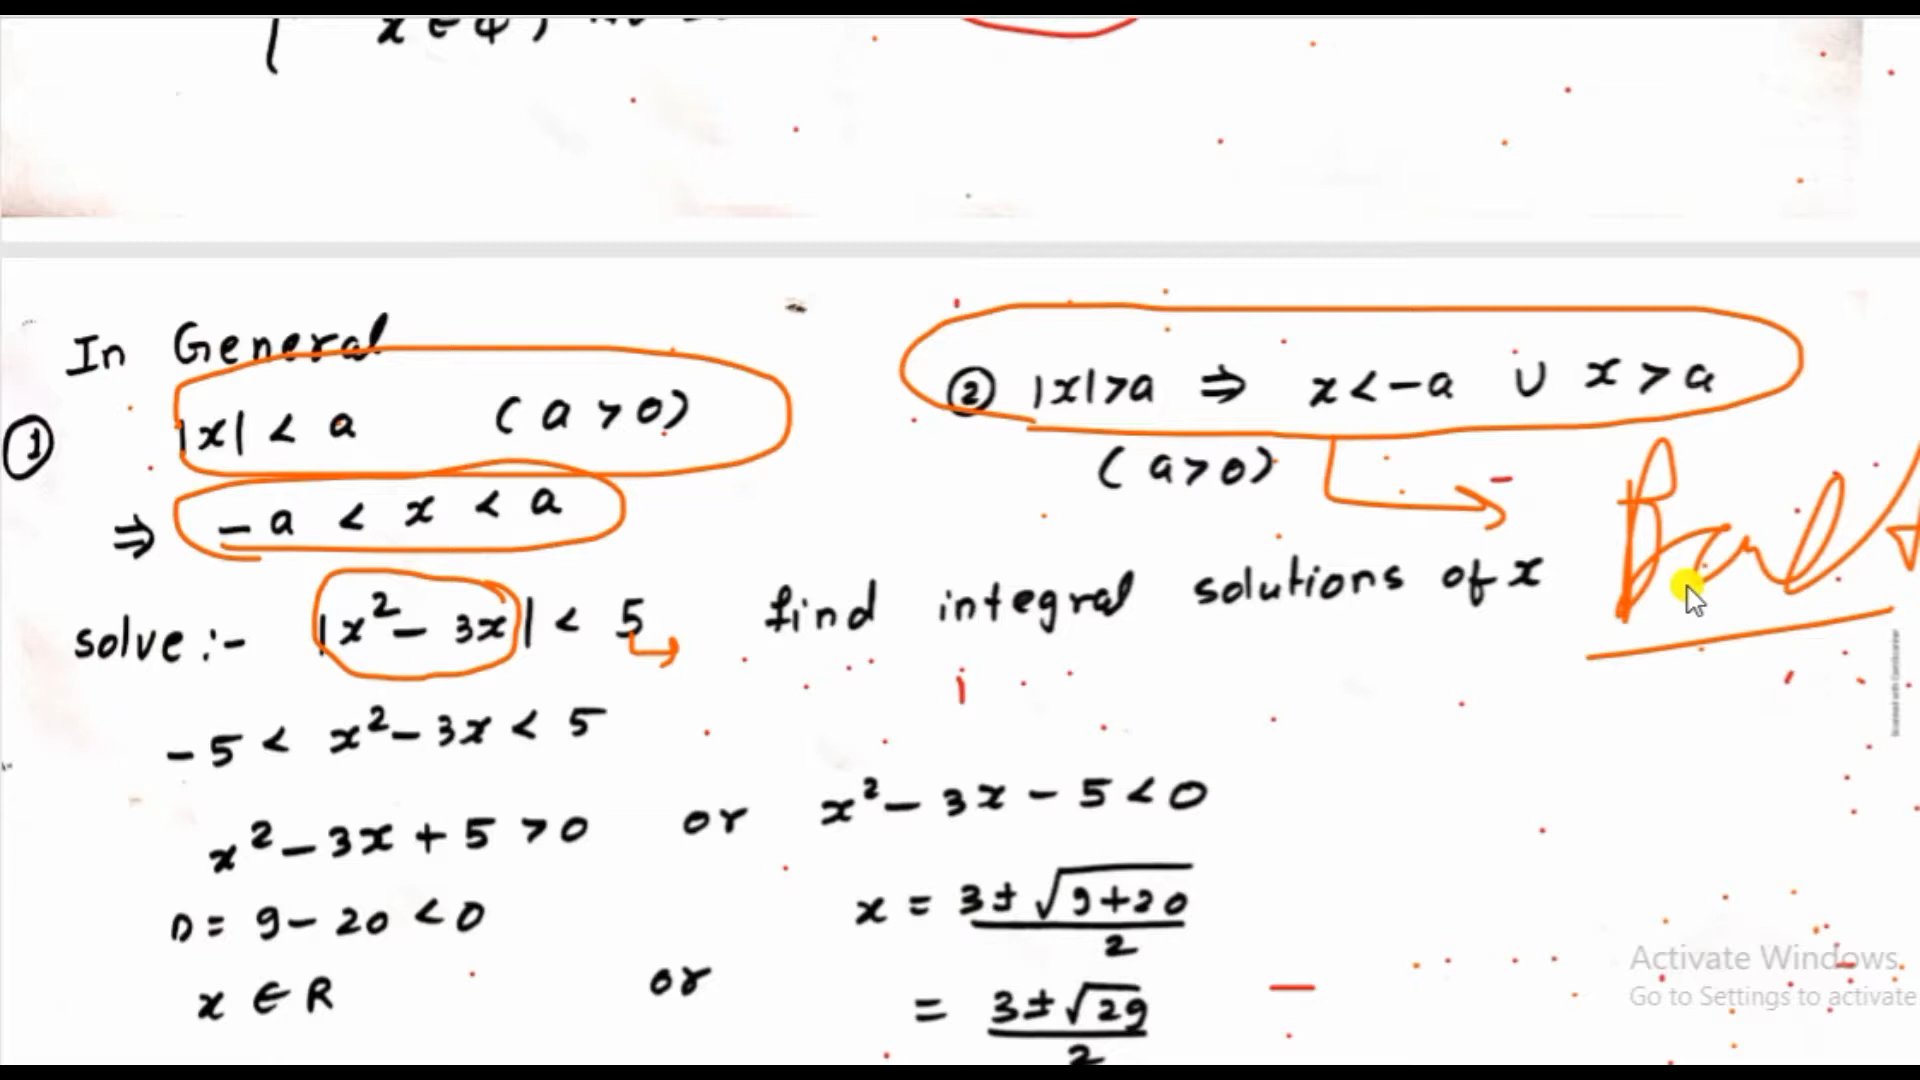 x ∈ φ,
In General
① |x| < a (a > 0)
⇒ -a < x < a
② |x| > a ⇒ x < -a ∪ x > a
(a > 0)
solve :- |x² - 3x| < 5 find integral solutions of x
-5 < x² - 3x < 5
x² - 3x + 5 > 0 or x² - 3x - 5 < 0
D = 9 - 20 < 0
x = 3 ± √9+20 / 2
x ∈ R or
= 3 ± √29 / 2
Activate Windows
Go to Settings to activate